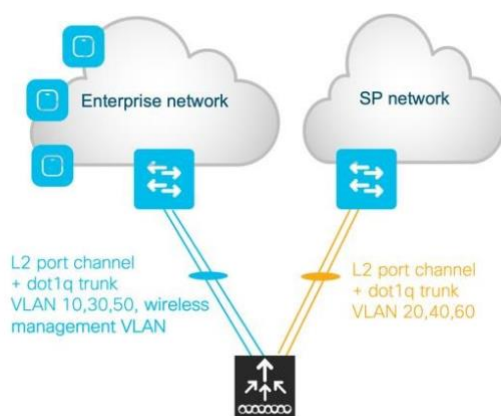 Enterprise network
SP network
L2 port channel
+ dot1q trunk
VLAN 10,30,50, wireless
management VLAN
L2 port channel
+ dot1q trunk
VLAN 20,40,60